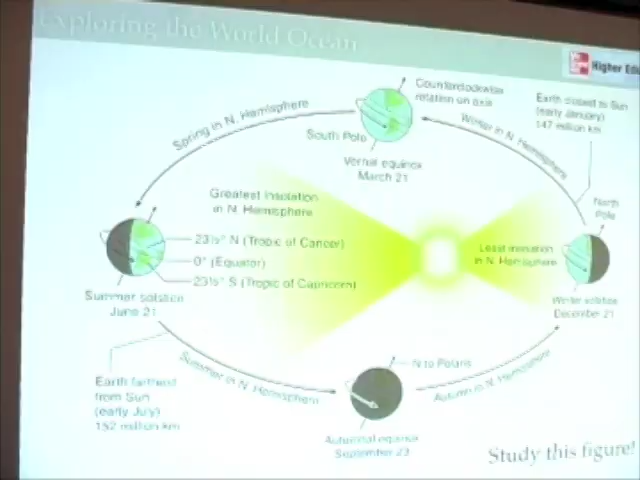 Exploring the World Ocean
Mc
Graw
Hill
Higher Edu
Counterclockwise
rotation on axis
Earth closest to Sun
(early January)
147 million km
Spring in N. Hemisphere
Winter in N. Hemisphere
South Pole
Vernal equinox
March 21
Greatest insolation
in N. Hemisphere
North
Pole
23½° N (Tropic of Cancer)
0° (Equator)
23½° S (Tropic of Capricorn)
Least insolation
in N. Hemisphere
Summer solstice
June 21
Winter solstice
December 21
Summer in N. Hemisphere
N to Polaris
Autumn in N. Hemisphere
Earth farthest
from Sun
(early July)
152 million km
Autumnal equinox
September 23
Study this figure!